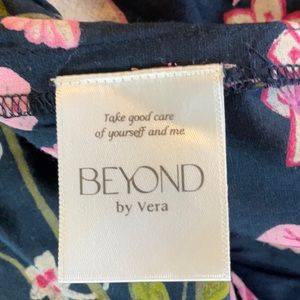 Take good care
of yourself and me
BEYOND
by Vera